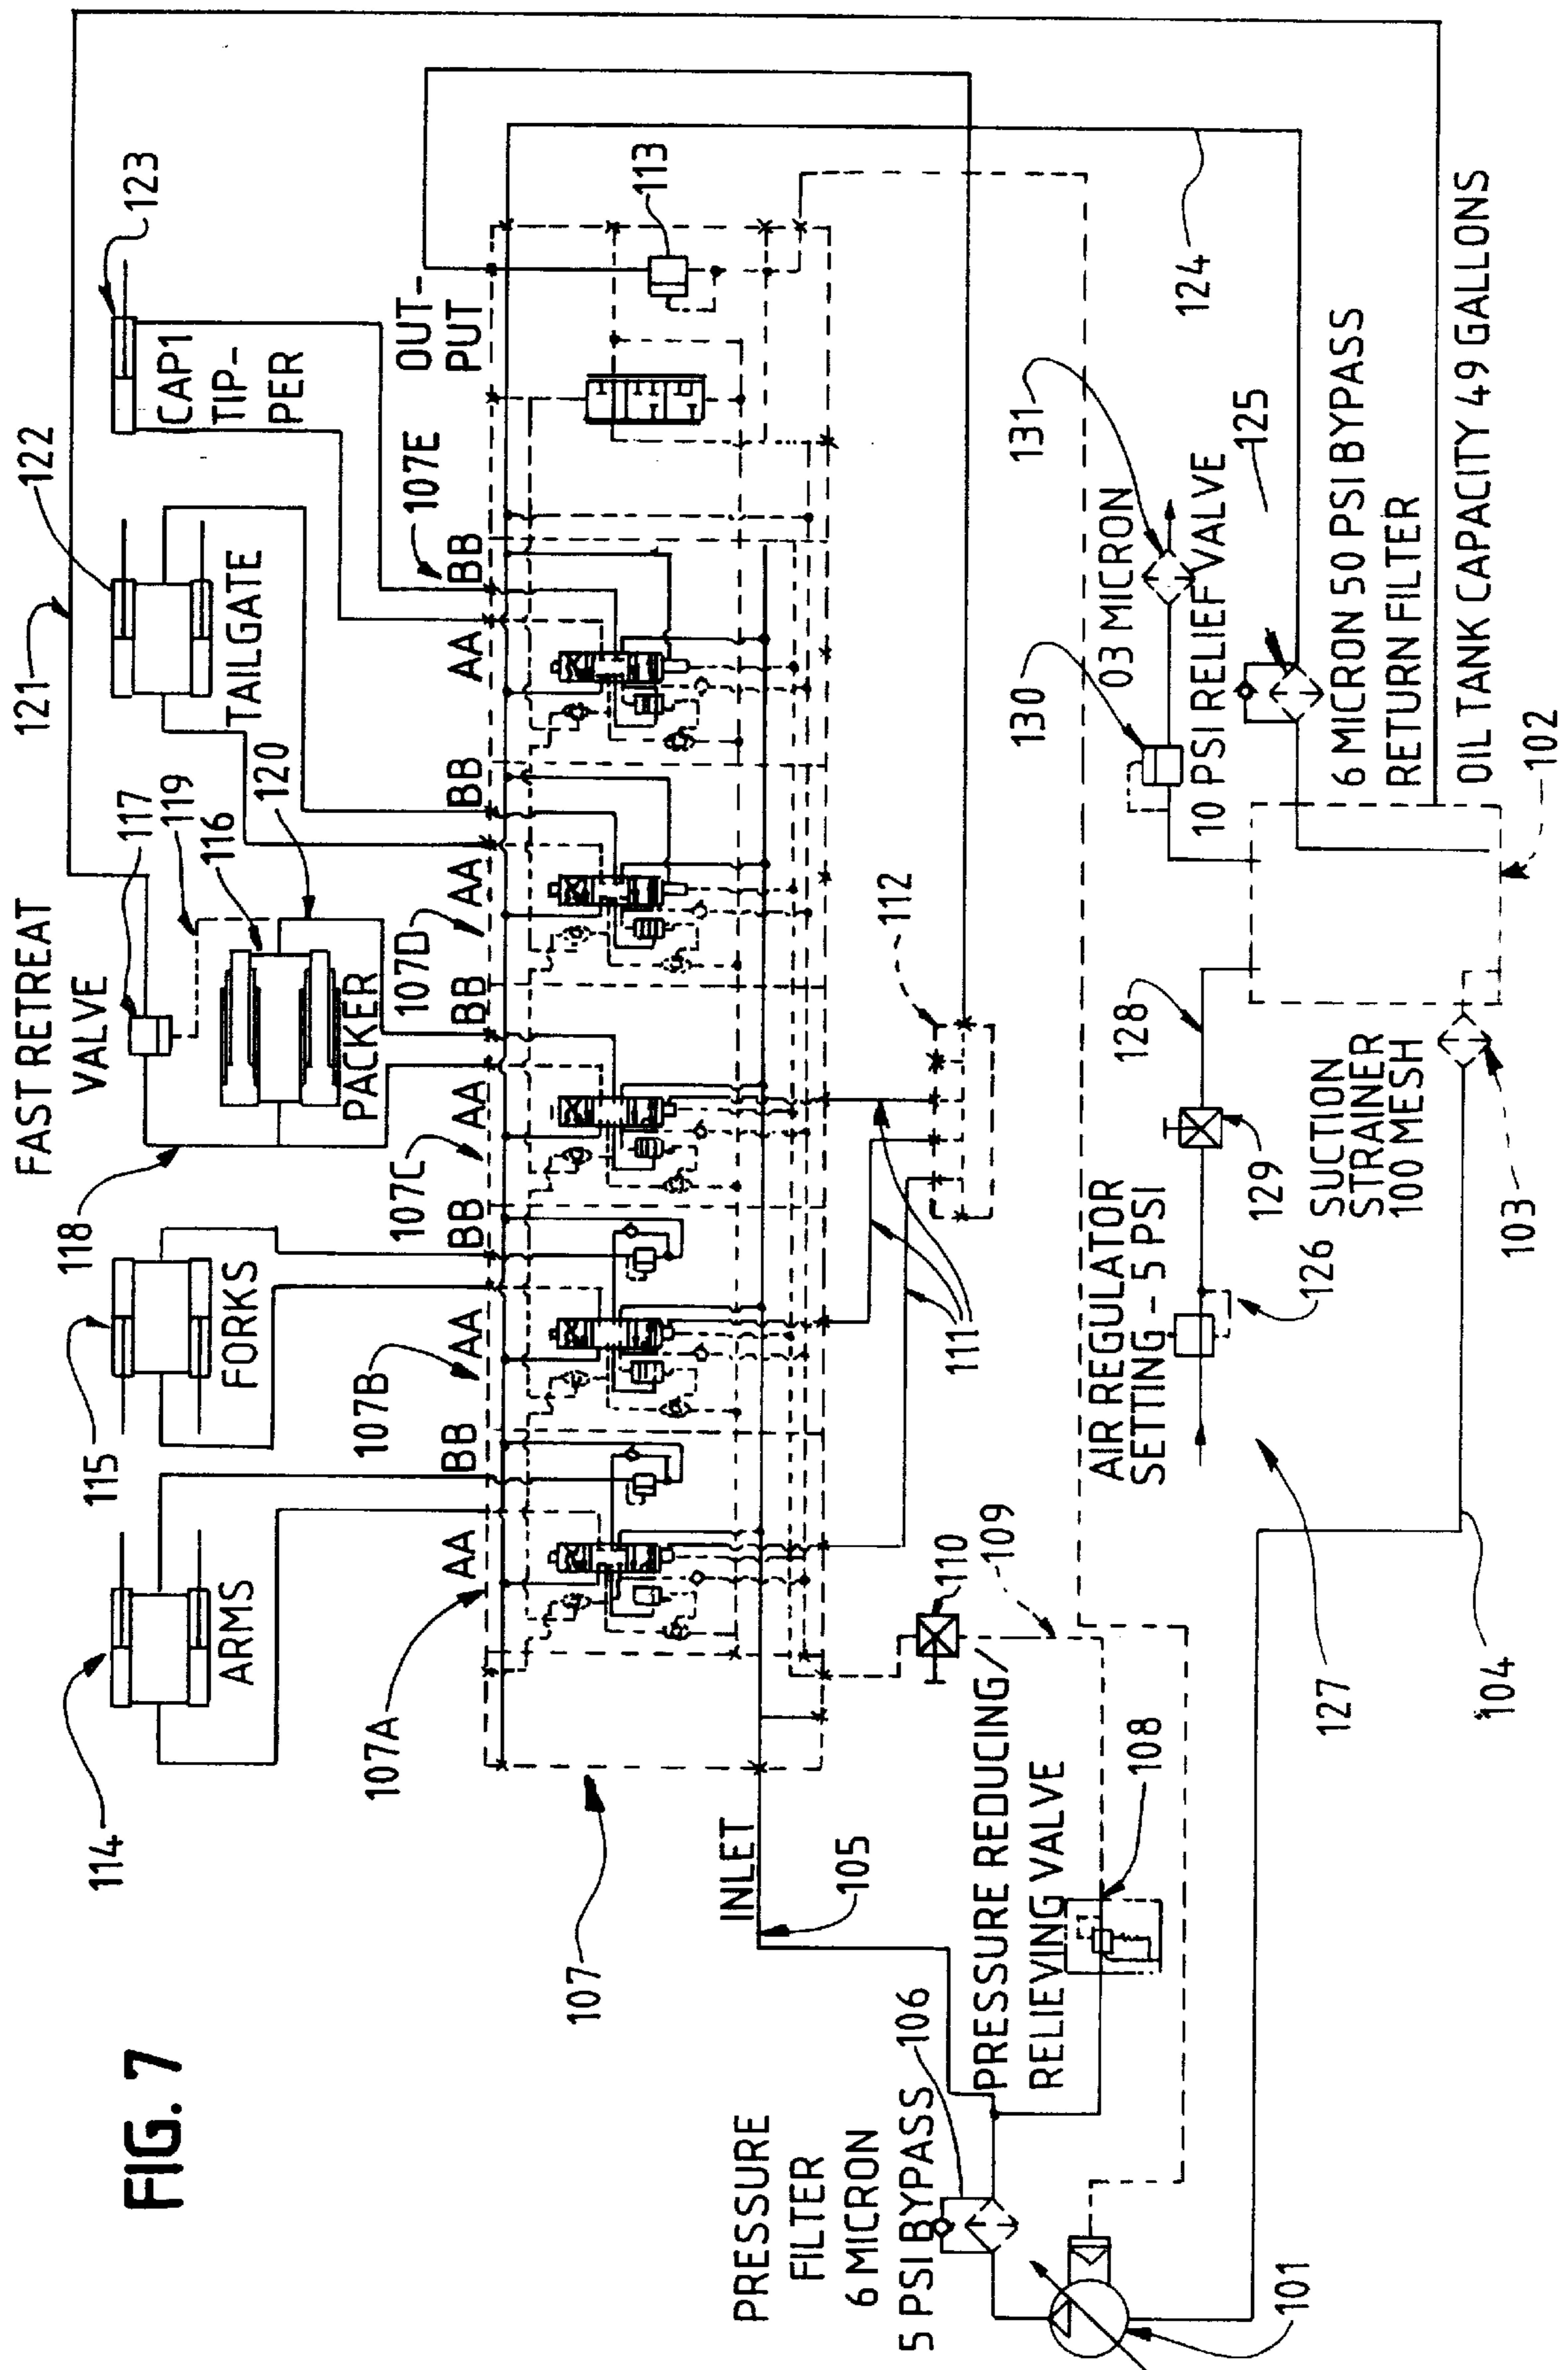 FIG. 7
121
122
123
FAST RETREAT
VALVE
117
119
116
120
TAILGATE
CAP1
TIP-
PER
118
PACKER
115
FORKS
114
ARMS
107A
AA
BB
107B
AA
BB
107C
AA
BB
107D
AA
BB
AA
BB
107E
OUT-
PUT
113
107
INLET
105
111
112
110
109
124
PRESSURE
FILTER
6 MICRON
5 PSI BYPASS
106
PRESSURE REDUCING/
RELIEVING VALVE
108
101
AIR REGULATOR
SETTING - 5 PSI
126
127
128
129
130
131
03 MICRON
10 PSI RELIEF VALVE
125
6 MICRON 50 PSI BYPASS
RETURN FILTER
OIL TANK CAPACITY 49 GALLONS
102
SUCTION
STRAINER
100 MESH
103
104